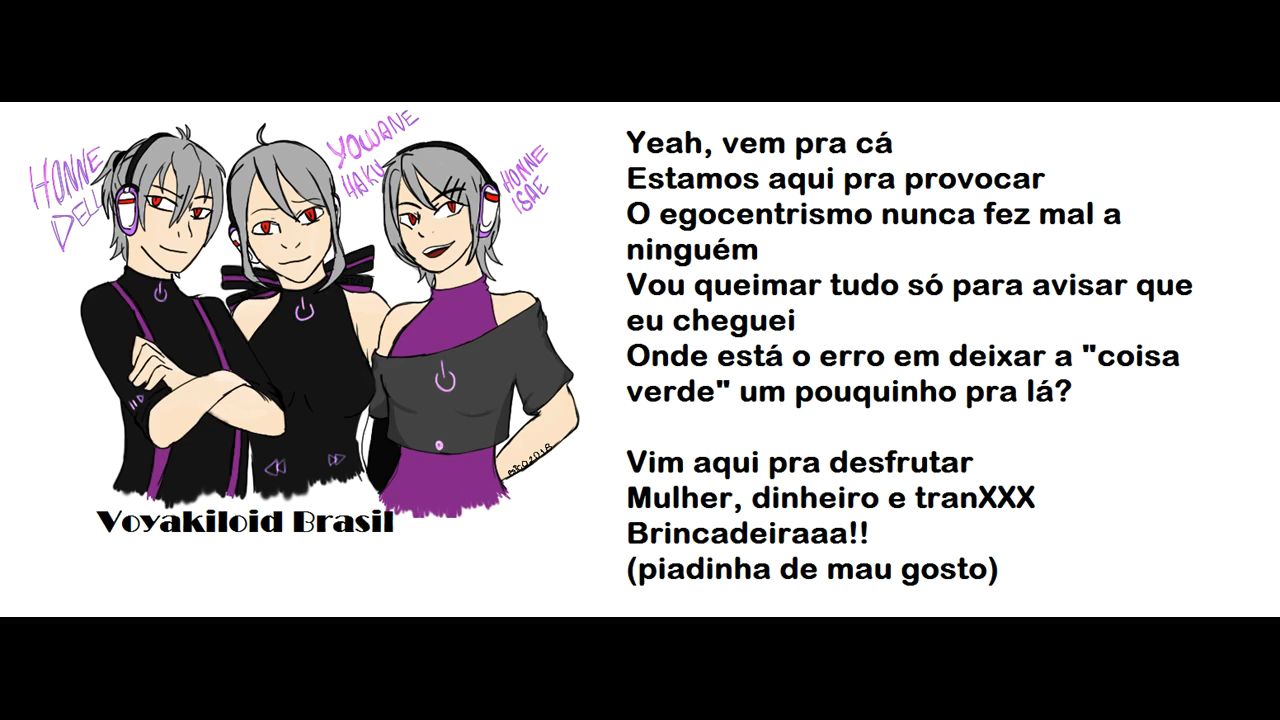 HONNE
DELL
YOWANE
HAKU
HONNE
ISAE
Voyakiloid Brasil
Yeah, vem pra cá
Estamos aqui pra provocar
O egocentrismo nunca fez mal a
ninguém
Vou queimar tudo só para avisar que
eu cheguei
Onde está o erro em deixar a "coisa
verde" um pouquinho pra lá?
Vim aqui pra desfrutar
Mulher, dinheiro e tranXXX
Brincadeiraaa!!
(piadinha de mau gosto)